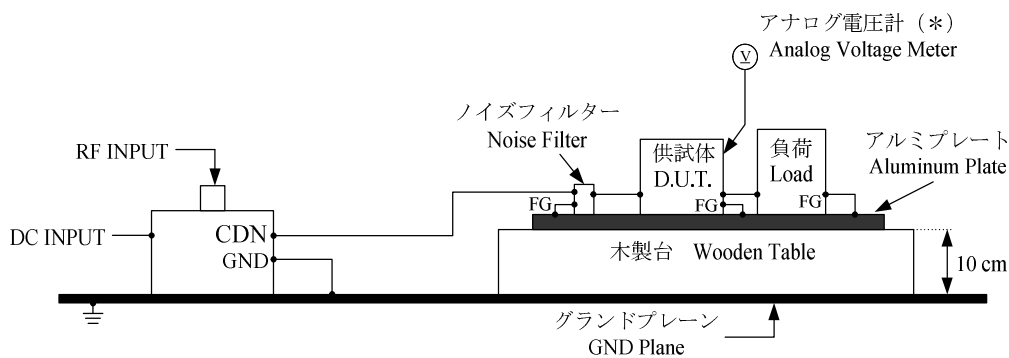 アナログ電圧計（*）
Analog Voltage Meter
V
ノイズフィルター
Noise Filter
RF INPUT
供試体
D.U.T.
負荷
Load
アルミプレート
Aluminum Plate
FG
FG
FG
DC INPUT
CDN
GND
木製台 Wooden Table
10 cm
グランドプレーン
GND Plane